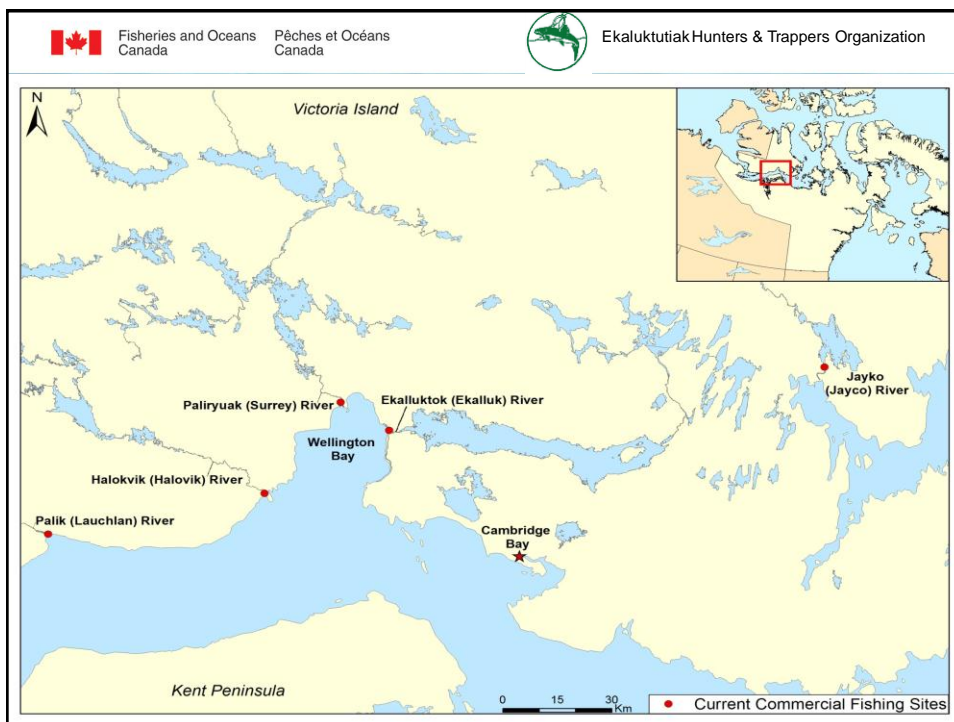 Fisheries and Oceans
Canada
Pêches et Océans
Canada
Ekaluktutiak Hunters & Trappers Organization
N
Victoria Island
Jayko
(Jayco) River
Paliryuak (Surrey) River
Ekalluktok (Ekalluk) River
Wellington
Bay
Halokvik (Halovik) River
Palik (Lauchlan) River
Cambridge
Bay
Kent Peninsula
0 15 30
Km
Current Commercial Fishing Sites